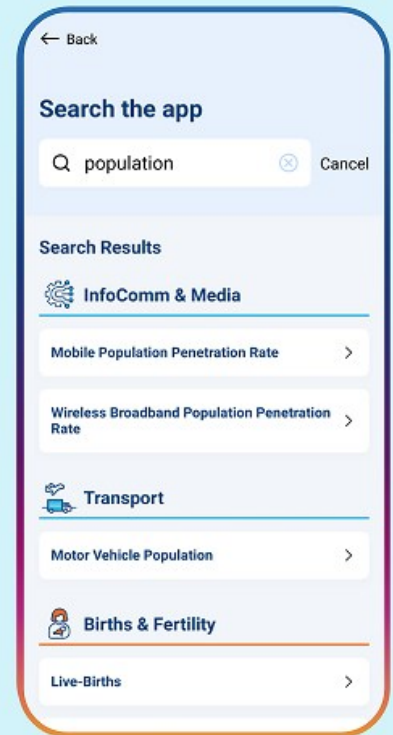 ← Back
Search the app
population
Cancel
Search Results
InfoComm & Media
Mobile Population Penetration Rate
Wireless Broadband Population Penetration
Rate
Transport
Motor Vehicle Population
Births & Fertility
Live-Births